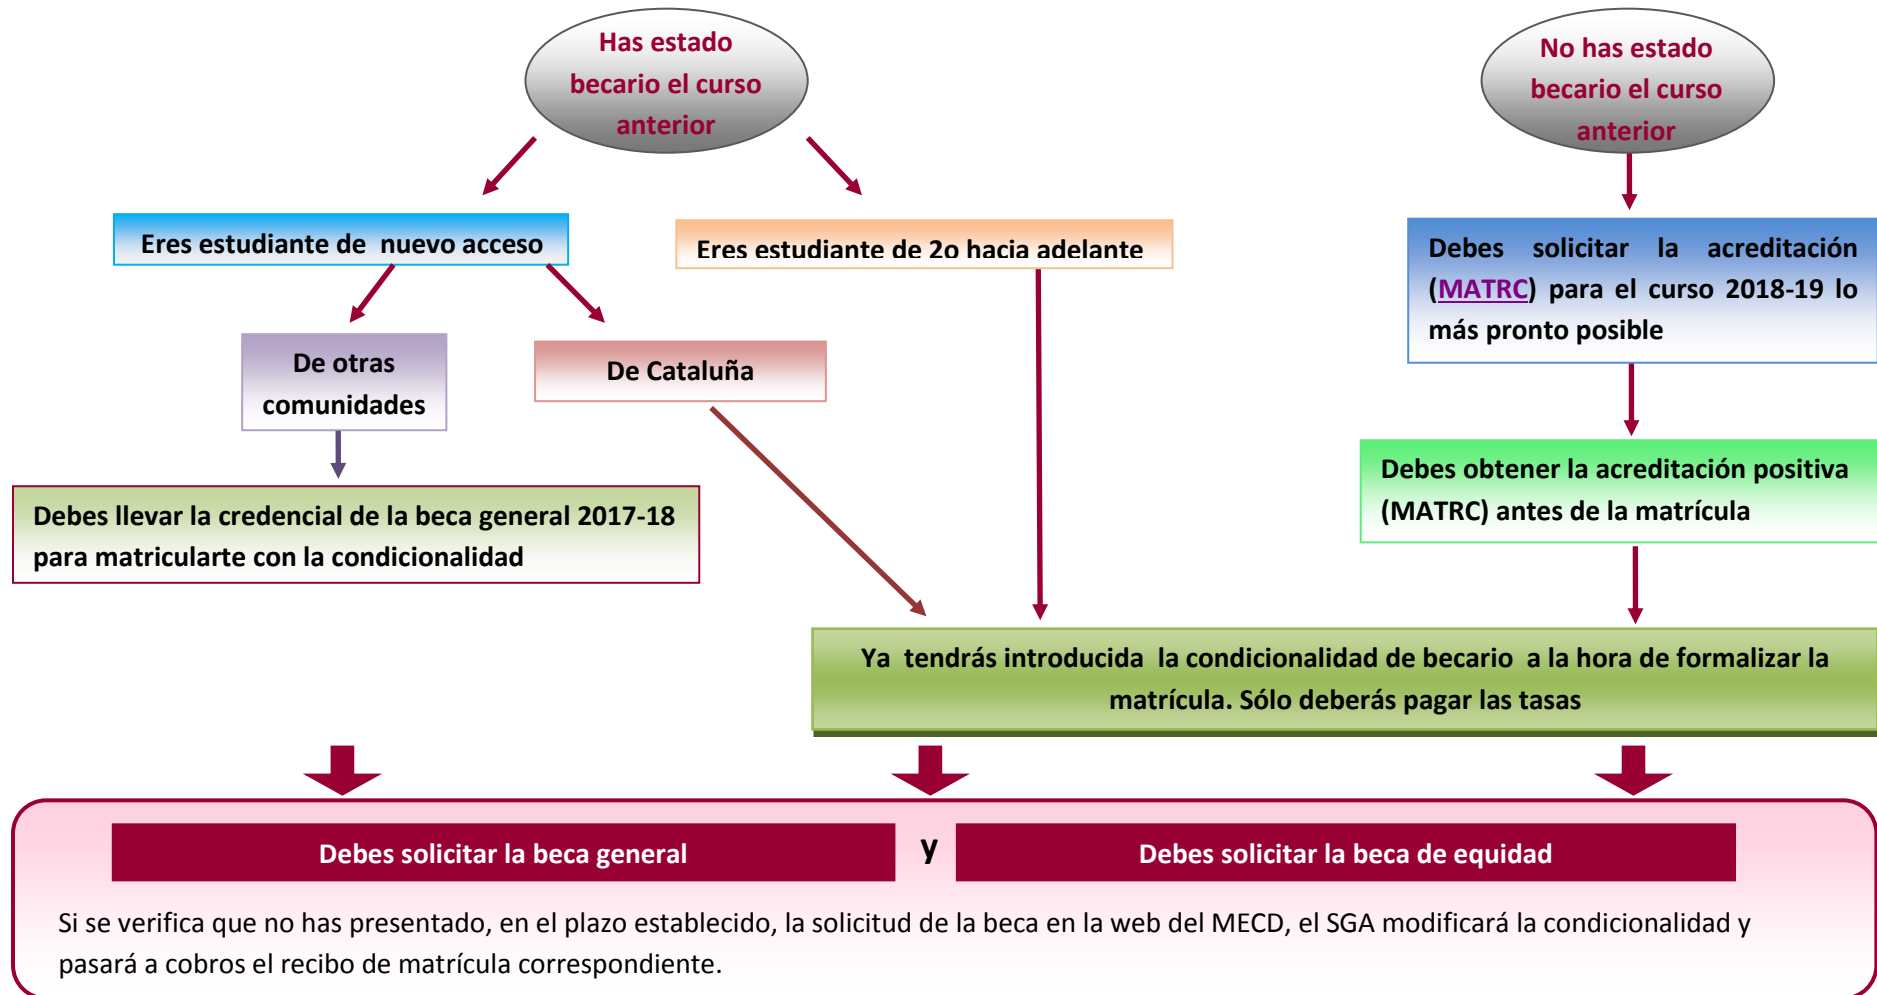 Has estado
becario el curso
anterior
No has estado
becario el curso
anterior
Eres estudiante de nuevo acceso
Eres estudiante de 2o hacia adelante
Debes solicitar la acreditación
(MATRC) para el curso 2018-19 lo
más pronto posible
De otras
comunidades
De Cataluña
Debes obtener la acreditación positiva
(MATRC) antes de la matrícula
Debes llevar la credencial de la beca general 2017-18
para matricularte con la condicionalidad
Ya tendrás introducida la condicionalidad de becario a la hora de formalizar la
matrícula. Sólo deberás pagar las tasas
Debes solicitar la beca general
y
Debes solicitar la beca de equidad
Si se verifica que no has presentado, en el plazo establecido, la solicitud de la beca en la web del MECD, el SGA modificará la condicionalidad y
pasará a cobros el recibo de matrícula correspondiente.